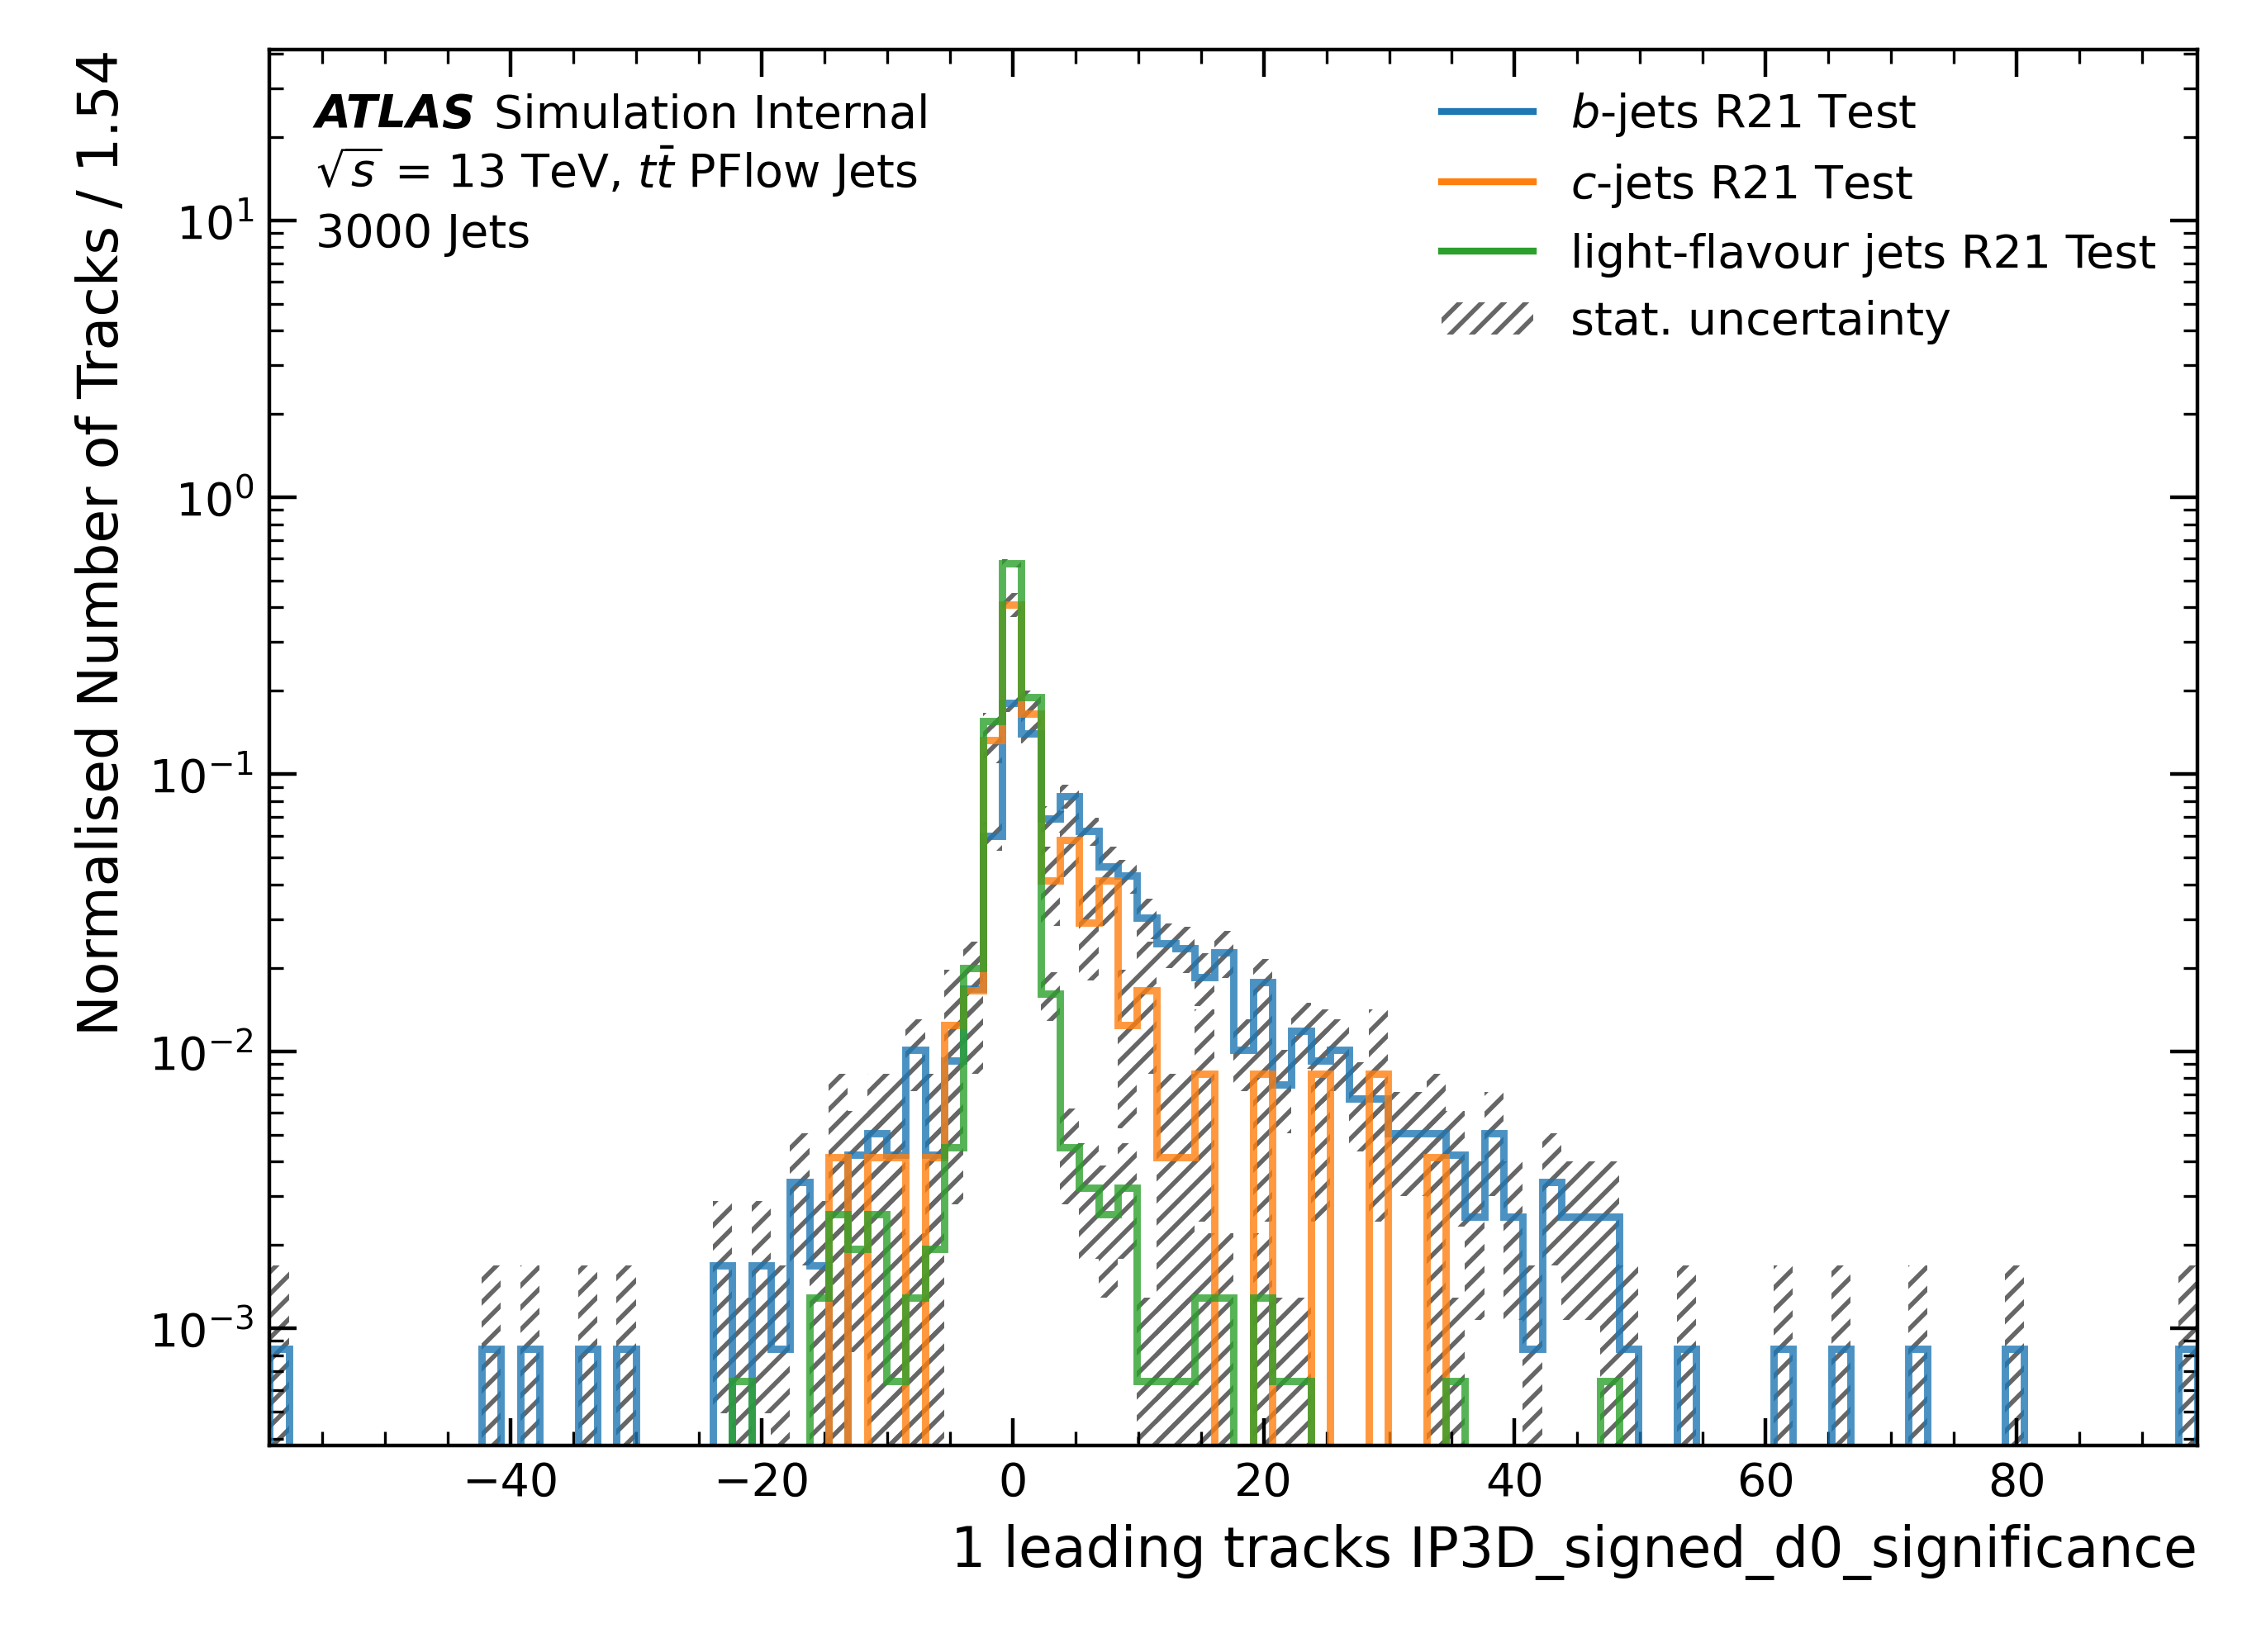 Normalised Number of Tracks / 1.54
ATLAS Simulation Internal
√s = 13 TeV, tt̄ PFlow Jets
3000 Jets
b-jets R21 Test
c-jets R21 Test
light-flavour jets R21 Test
stat. uncertainty
10¹
10⁰
10⁻¹
10⁻²
10⁻³
−40 −20 0 20 40 60 80
1 leading tracks IP3D_signed_d0_significance